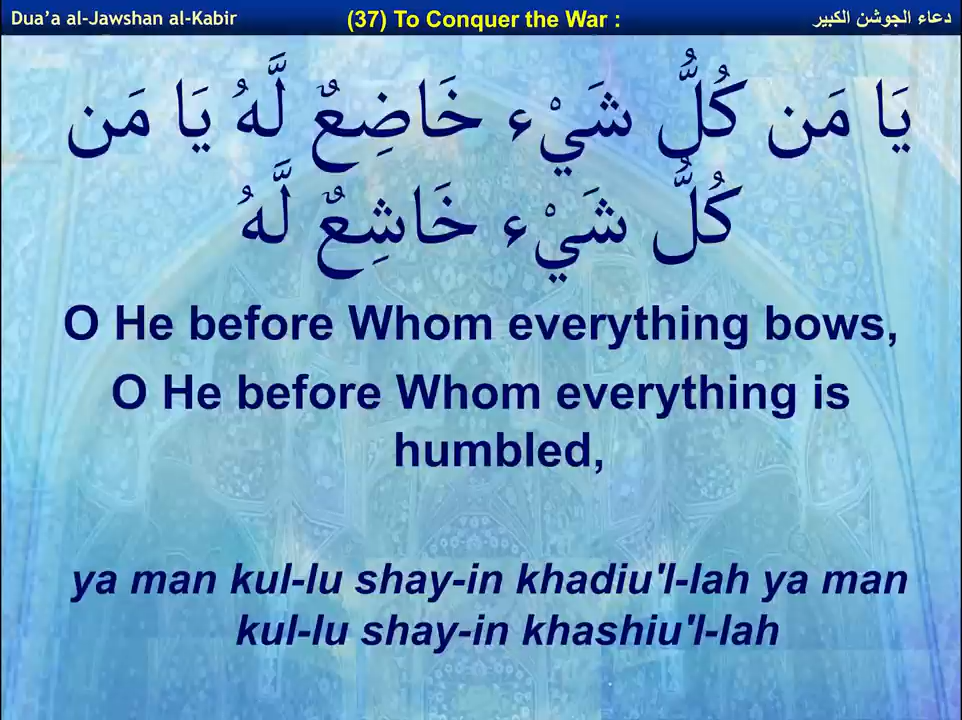 Dua’a al-Jawshan al-Kabir
(37) To Conquer the War :
دعاء الجوشن الكبير
يَا مَن كُلُّ شَيْء خَاضِعٌ لَّهُ يَا مَن
كُلُّ شَيْء خَاشِعٌ لَّهُ
O He before Whom everything bows,
O He before Whom everything is
humbled,
ya man kul-lu shay-in khadiu'l-lah ya man
kul-lu shay-in khashiu'l-lah